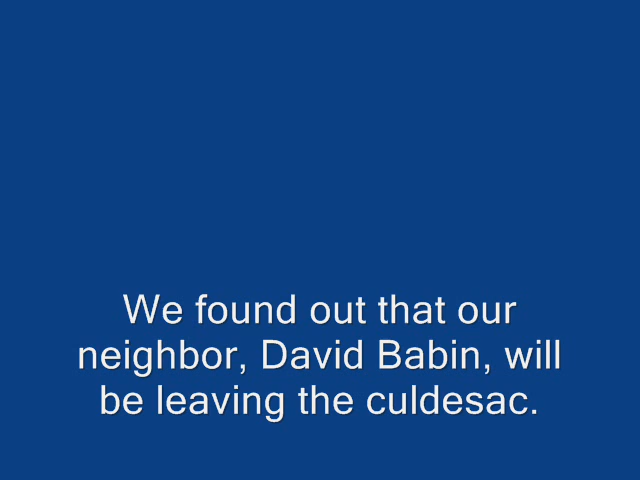 We found out that our
neighbor, David Babin, will
be leaving the culdesac.